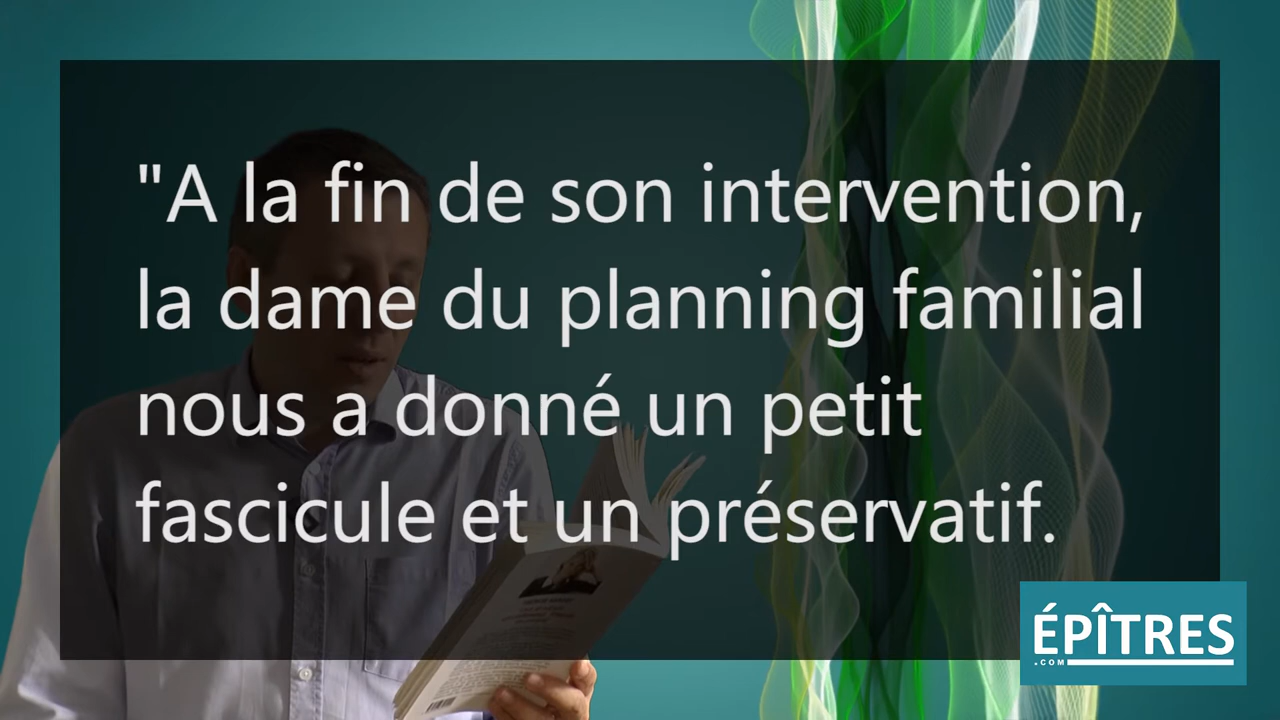 "A la fin de son intervention,
la dame du planning familial
nous a donné un petit
fascicule et un préservatif.
ÉPÎTRES
.COM